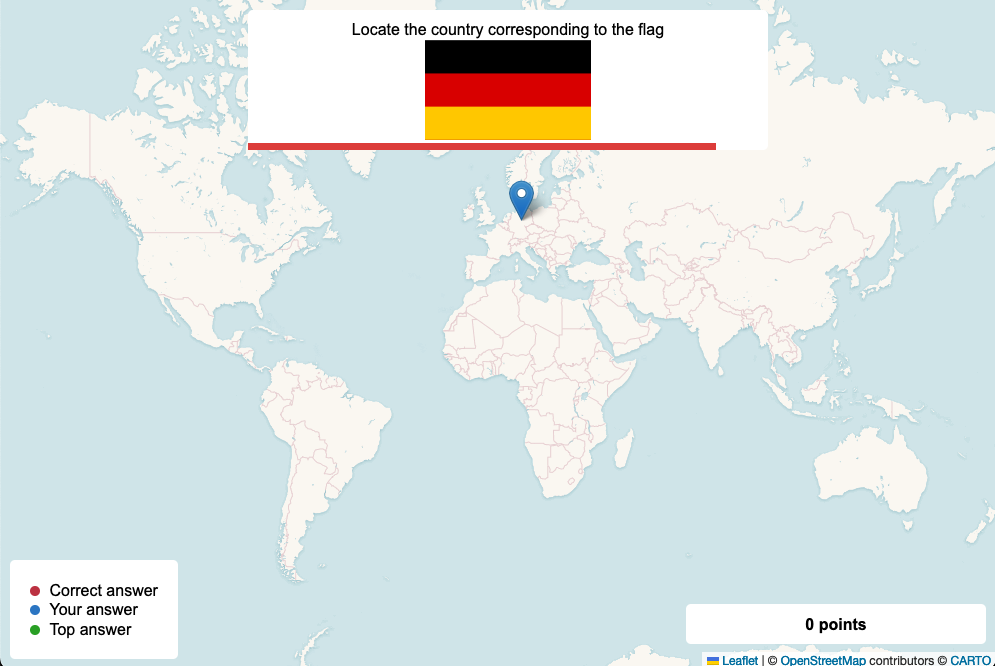 Locate the country corresponding to the flag
Correct answer
Your answer
Top answer
0 points
Leaflet | © OpenStreetMap contributors © CARTO